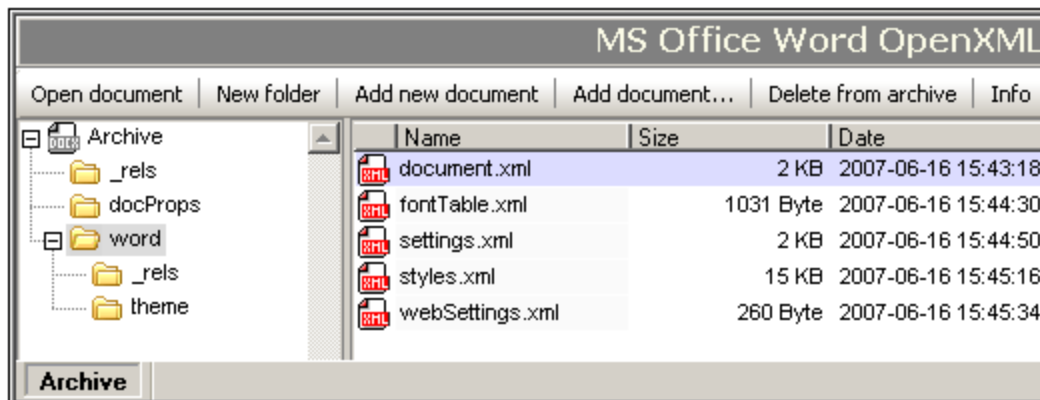 MS Office Word OpenXML
Open document New folder Add new document Add document... Delete from archive Info
Archive
_rels
docProps
word
_rels
theme
Name Size Date
document.xml 2 KB 2007-06-16 15:43:18
fontTable.xml 1031 Byte 2007-06-16 15:44:30
settings.xml 2 KB 2007-06-16 15:44:50
styles.xml 15 KB 2007-06-16 15:45:16
webSettings.xml 260 Byte 2007-06-16 15:45:34
Archive